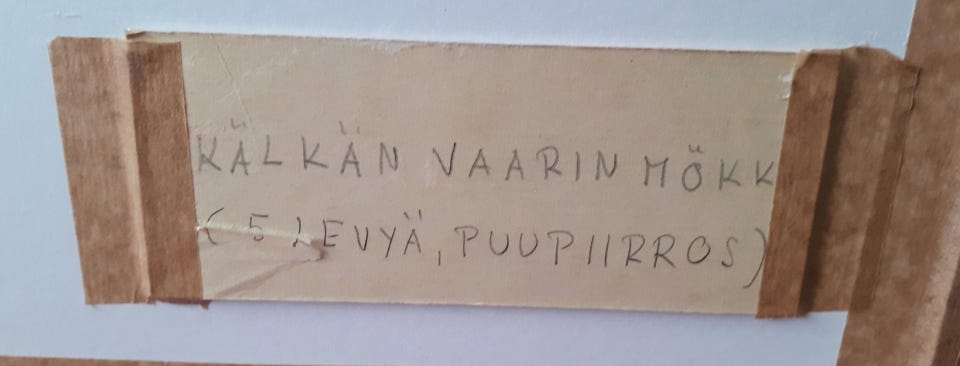 KÄLKÄN VAARIN MÖKK
(5 LEVYÄ, PUUPIIRROS)